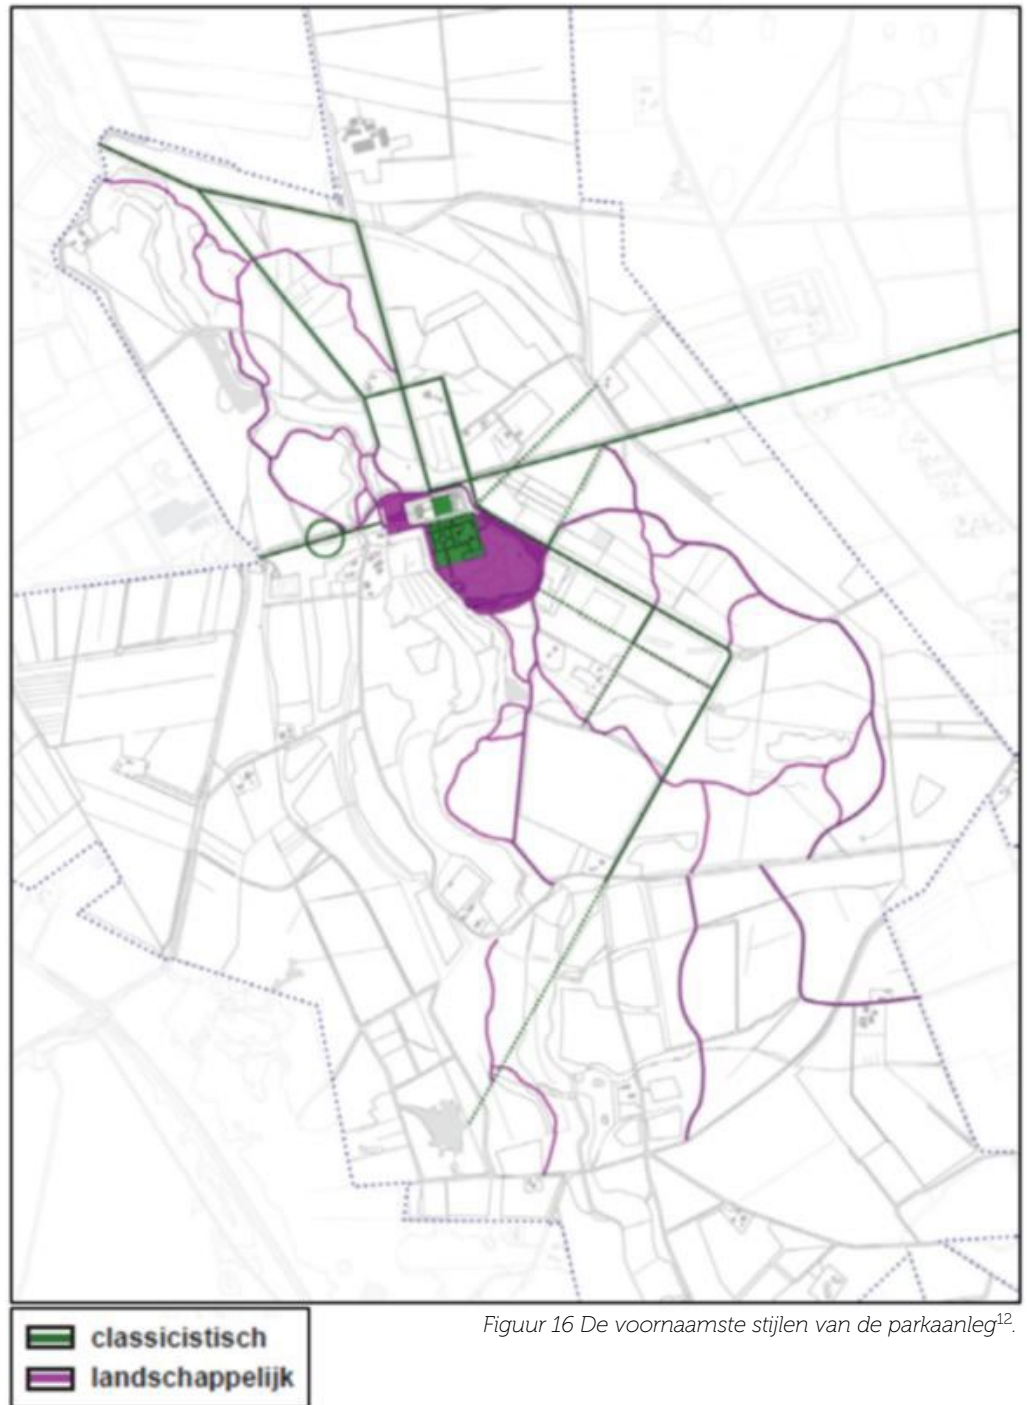 Figuur 16 De voornaamste stijlen van de parkaanleg¹².
classicistisch
landschappelijk